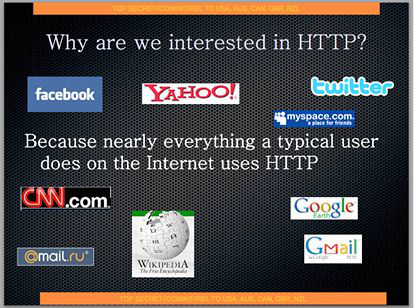 TOP SECRET//COMINT//REL TO USA, AUS, CAN, GBR, NZL
Why are we interested in HTTP?
facebook
YAHOO!
twitter
myspace.com
a place for friends
Because nearly everything a typical user
does on the Internet uses HTTP
CNN.com
@mail.ru
WIKIPEDIA
The Free Encyclopedia
Google
Earth
GMail
by Google
TOP SECRET//COMINT//REL TO USA, AUS, CAN, GBR, NZL